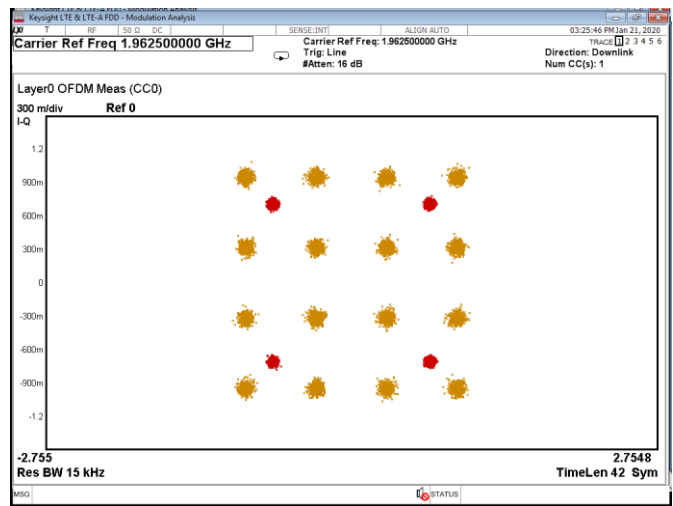 Keysight LTE & LTE-A FDD - Modulation Analysis
LXI T RF 50 Ω DC SENSE:INT ALIGN AUTO 03:25:46 PM Jan 21, 2020
Carrier Ref Freq 1.962500000 GHz
Carrier Ref Freq: 1.962500000 GHz
Trig: Line
#Atten: 16 dB
TRACE 1 2 3 4 5 6
Direction: Downlink
Num CC(s): 1
Layer0 OFDM Meas (CC0)
300 m/div Ref 0
I-Q
1.2
900m
600m
300m
0
-300m
-600m
-900m
-1.2
-2.755 2.7548
Res BW 15 kHz TimeLen 42 Sym
MSG STATUS